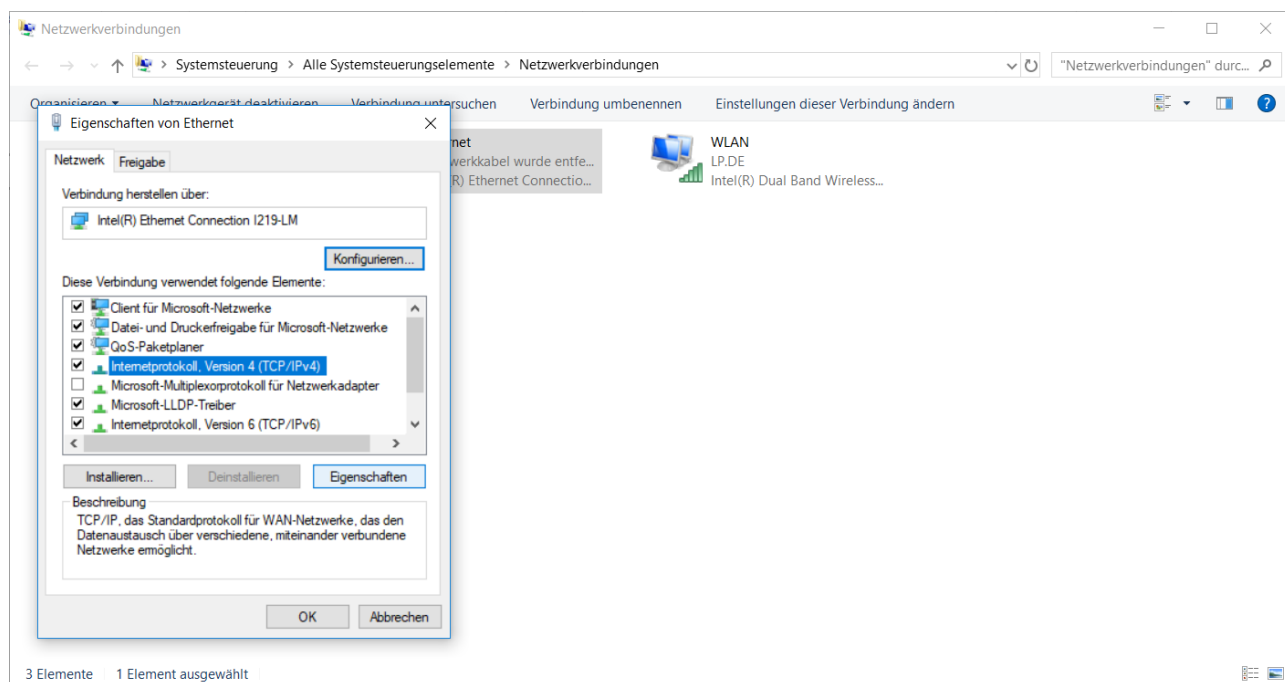 Netzwerkverbindungen
Systemsteuerung > Alle Systemsteuerungselemente > Netzwerkverbindungen
"Netzwerkverbindungen" durc...
Organisieren Netzwerkgerät deaktivieren Verbindung untersuchen Verbindung umbenennen Einstellungen dieser Verbindung ändern
Eigenschaften von Ethernet
Netzwerk Freigabe
Verbindung herstellen über:
Intel(R) Ethernet Connection I219-LM
Konfigurieren...
Diese Verbindung verwendet folgende Elemente:
Client für Microsoft-Netzwerke
Datei- und Druckerfreigabe für Microsoft-Netzwerke
QoS-Paketplaner
Internetprotokoll, Version 4 (TCP/IPv4)
Microsoft-Multiplexorprotokoll für Netzwerkadapter
Microsoft-LLDP-Treiber
Internetprotokoll, Version 6 (TCP/IPv6)
Installieren... Deinstallieren Eigenschaften
Beschreibung
TCP/IP, das Standardprotokoll für WAN-Netzwerke, das den
Datenaustausch über verschiedene, miteinander verbundene
Netzwerke ermöglicht.
OK Abbrechen
net
werkkabel wurde entfe...
(R) Ethernet Connectio...
WLAN
LP.DE
Intel(R) Dual Band Wireless...
3 Elemente 1 Element ausgewählt